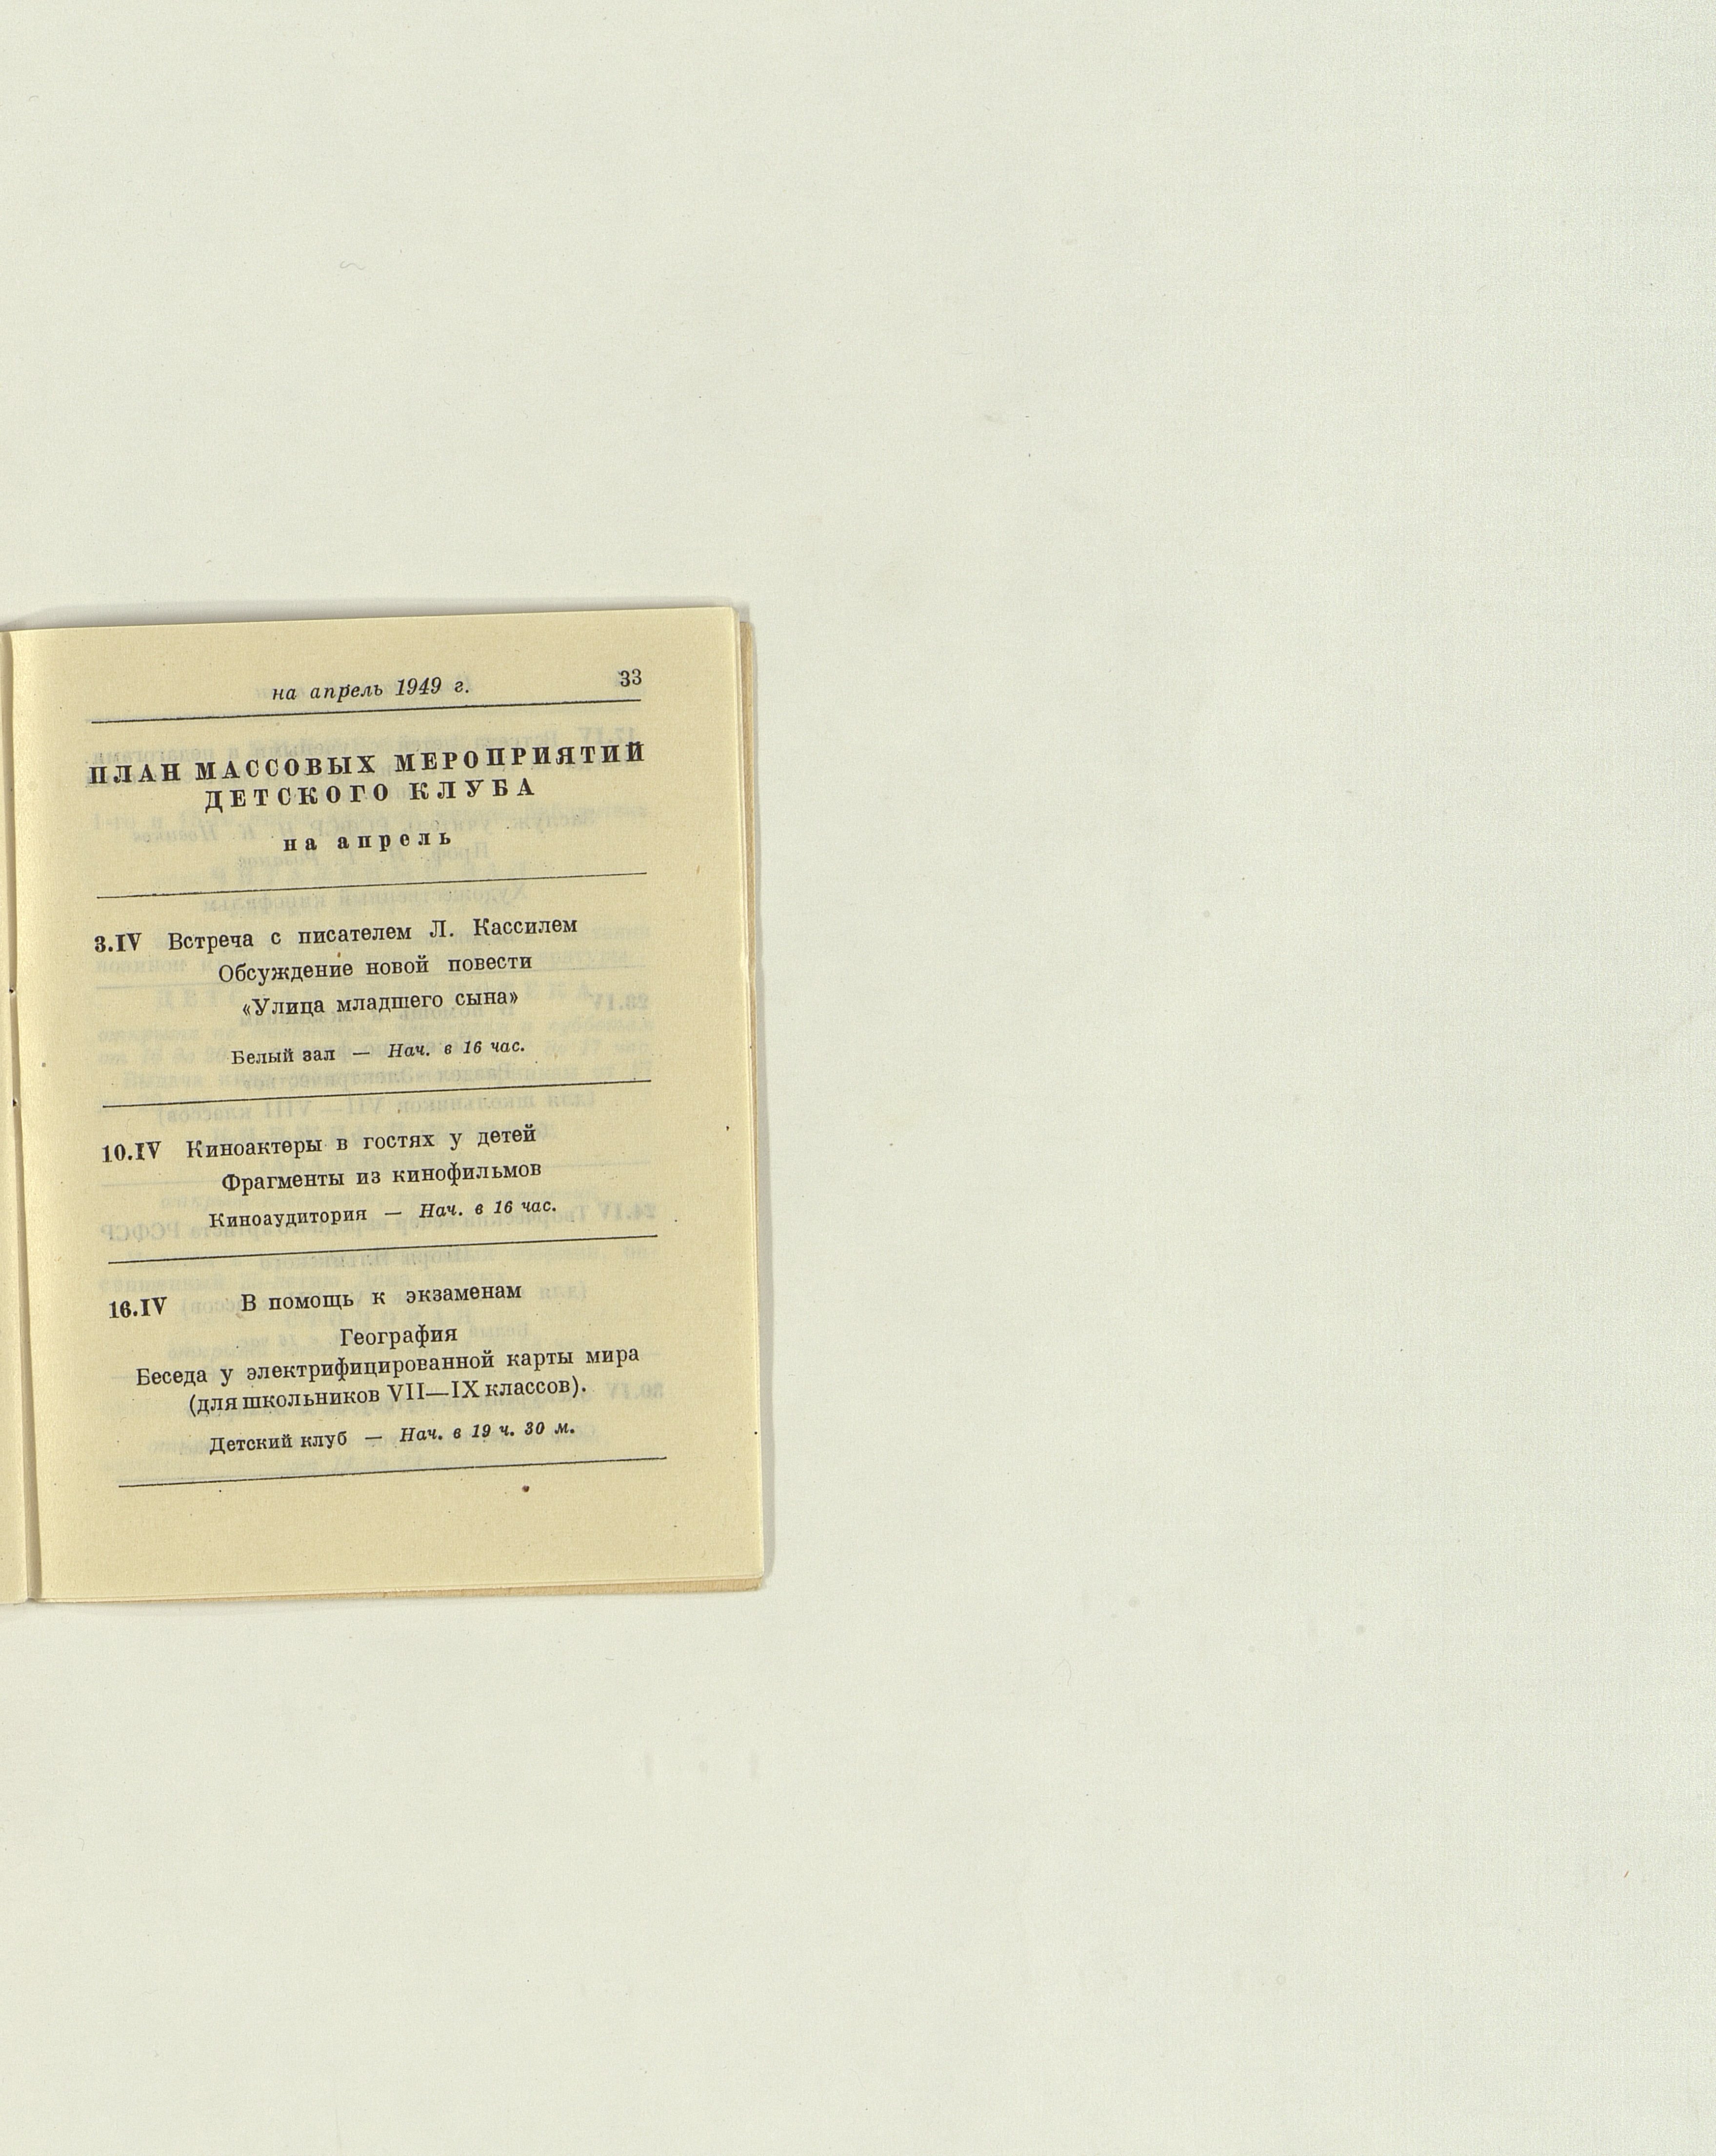 на апрель 1949 г. 33
ПЛАН МАССОВЫХ МЕРОПРИЯТИЙ
ДЕТСКОГО КЛУБА
на апрель
3.IV Встреча с писателем Л. Кассилем
Обсуждение новой повести
«Улица младшего сына»
Белый зал — Нач. в 16 час.
10.IV Киноактеры в гостях у детей
Фрагменты из кинофильмов
Киноаудитория — Нач. в 16 час.
16.IV В помощь к экзаменам
География
Беседа у электрифицированной карты мира
(для школьников VII—IX классов).
Детский клуб — Нач. в 19 ч. 30 м.